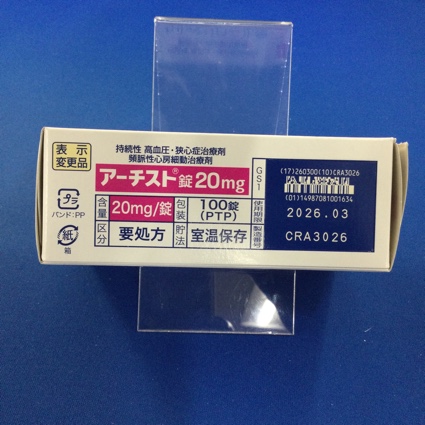 表示
変更品
持続性 高血圧・狭心症治療剤
頻脈性心房細動治療剤
アーチスト®錠20mg
含量 20mg/錠
包装 100錠
(PTP)
区分 要処方
貯法 室温保存
プラ
バンド:PP
紙
箱
GS1
(17)260300(10)CRA3026
(01)14987081001634
使用期限 2026.03
製造番号 CRA3026